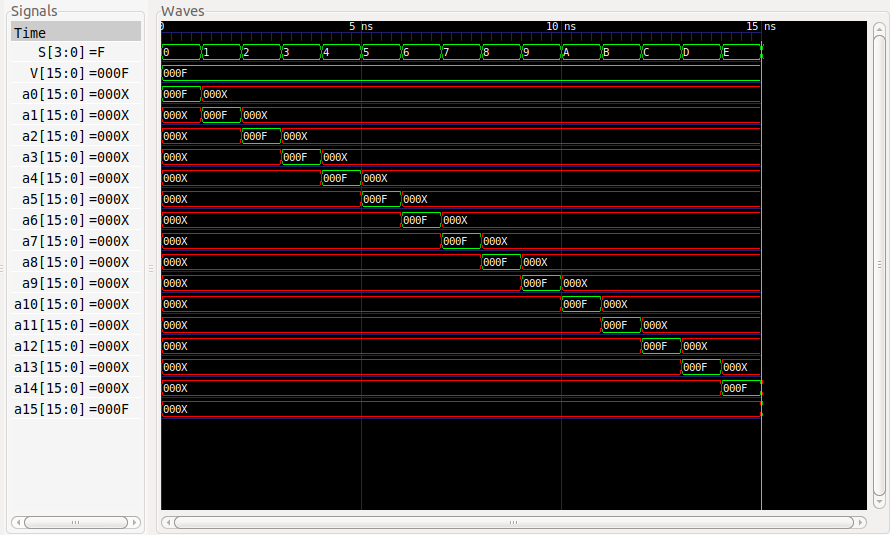 Signals
Waves
Time
S[3:0]=F
V[15:0]=000F
a0[15:0]=000X
a1[15:0]=000X
a2[15:0]=000X
a3[15:0]=000X
a4[15:0]=000X
a5[15:0]=000X
a6[15:0]=000X
a7[15:0]=000X
a8[15:0]=000X
a9[15:0]=000X
a10[15:0]=000X
a11[15:0]=000X
a12[15:0]=000X
a13[15:0]=000X
a14[15:0]=000X
a15[15:0]=000F
0 5 ns 10 ns 15 ns
0 1 2 3 4 5 6 7 8 9 A B C D E
000F
000F 000X
000X 000F 000X
000X 000F 000X
000X 000F 000X
000X 000F 000X
000X 000F 000X
000X 000F 000X
000X 000F 000X
000X 000F 000X
000X 000F 000X
000X 000F 000X
000X 000F 000X
000X 000F 000X
000X 000F 000X
000X 000F
000X